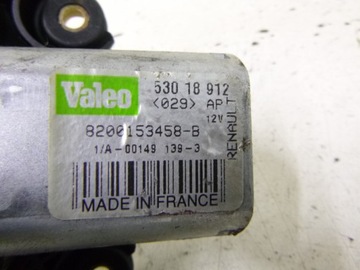 Valeo
530 18 912
<029> AP
12V
RENAULT
8200153458-B
1/A-00149 139-3
MADE IN FRANCE